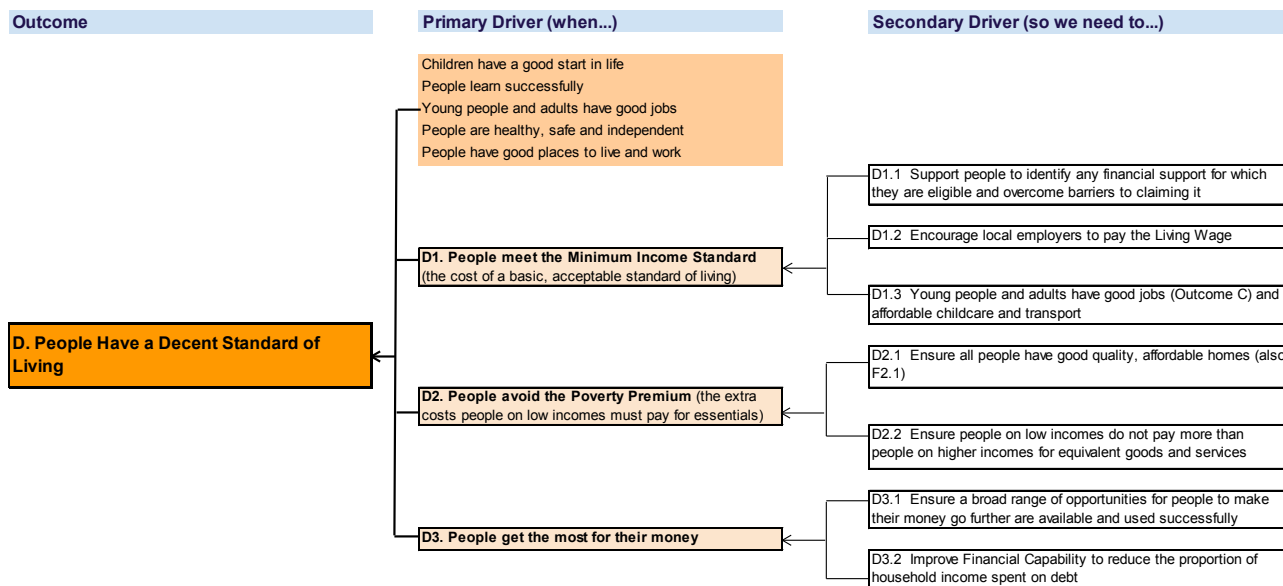 Outcome
Primary Driver (when...)
Secondary Driver (so we need to...)
Children have a good start in life
People learn successfully
Young people and adults have good jobs
People are healthy, safe and independent
People have good places to live and work
D. People Have a Decent Standard of
Living
D1. People meet the Minimum Income Standard
(the cost of a basic, acceptable standard of living)
D2. People avoid the Poverty Premium (the extra
costs people on low incomes must pay for essentials)
D3. People get the most for their money
D1.1 Support people to identify any financial support for which
they are eligible and overcome barriers to claiming it
D1.2 Encourage local employers to pay the Living Wage
D1.3 Young people and adults have good jobs (Outcome C) and
affordable childcare and transport
D2.1 Ensure all people have good quality, affordable homes (also
F2.1)
D2.2 Ensure people on low incomes do not pay more than
people on higher incomes for equivalent goods and services
D3.1 Ensure a broad range of opportunities for people to make
their money go further are available and used successfully
D3.2 Improve Financial Capability to reduce the proportion of
household income spent on debt